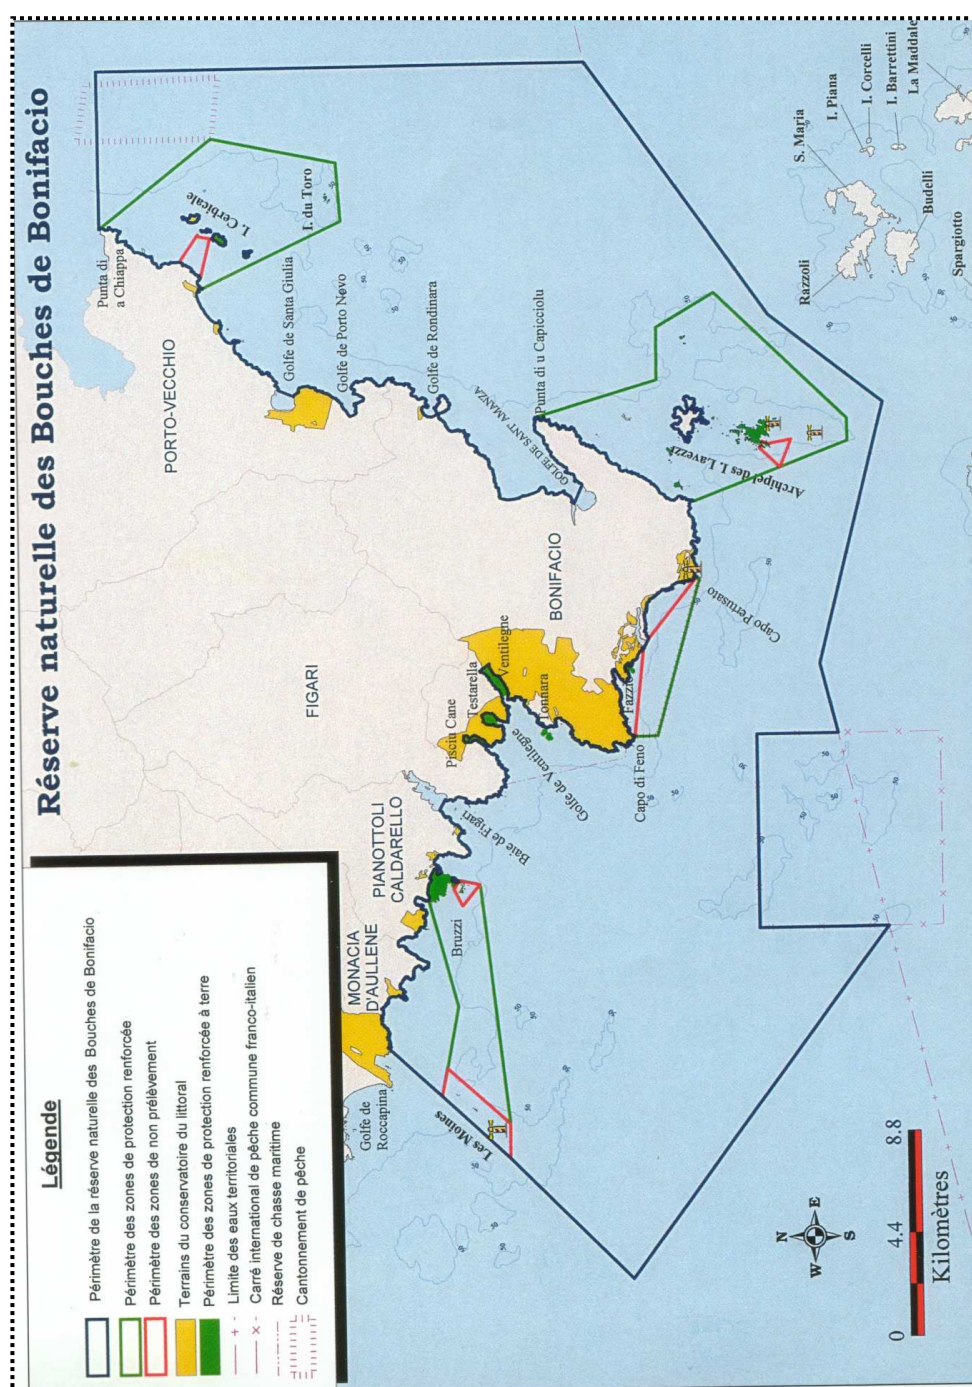 Réserve naturelle des Bouches de Bonifacio
Légende
Périmètre de la réserve naturelle des Bouches de Bonifacio
Périmètre des zones de protection renforcée
Périmètre des zones de non prélèvement
Terrains du conservatoire du littoral
Périmètre des zones de protection renforcée à terre
Limite des eaux territoriales
Carré international de pêche commune franco-italien
Réserve de chasse maritime
Cantonnement de pêche
Punta di
a Chiappa
PORTO-VECCHIO
I. Cerbicale
I. du Toro
Golfe de Santa Giulia
Golfe de Porto Novo
Golfe de Rondinara
GOLFE DE SANT' AMANZA
Punta di u Capicciolu
FIGARI
BONIFACIO
Pisciu Cane
Testarella
Ventilegne
Tonnara
Golfe de Ventilegne
Fazzio
Capo di Feno
Capo Pertusato
Archipel des I. Lavezzi
PIANOTTOLI
CALDARELLO
Baie de Figari
MONACIA
D'AULLENE
Bruzzi
Golfe de
Roccapina
Les Moines
S. Maria
I. Piana
I. Corcelli
I. Barrettini
La Maddale
Razzoli
Budelli
Spargiotto
N
W
E
S
0 4.4 8.8
Kilomètres